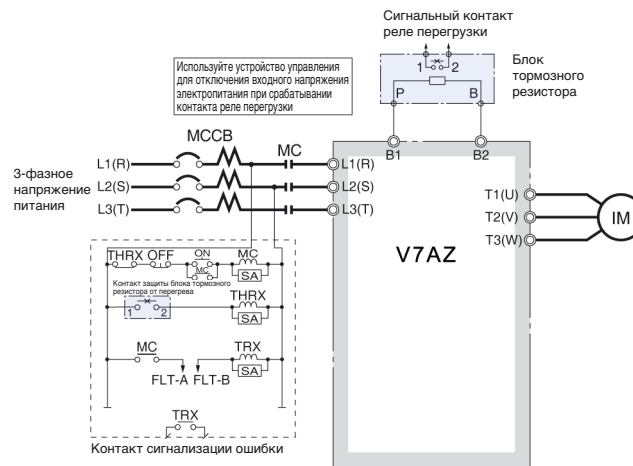 Сигнальный контакт
реле перегрузки
1 2
Блок
тормозного
резистора
P B
Используйте устройство управления
для отключения входного напряжения
электропитания при срабатывании
контакта реле перегрузки
MCCB
MC
B1 B2
3-фазное
напряжение
питания
L1(R) L1(R)
L2(S) L2(S)
L3(T) L3(T)
T1(U)
T2(V)
T3(W)
IM
V7AZ
THRX OFF ON MC
MC
SA
Контакт защиты блока тормозного
резистора от перегрева
THRX
1 2
SA
MC TRX
SA
FLT-A FLT-B
TRX
Контакт сигнализации ошибки